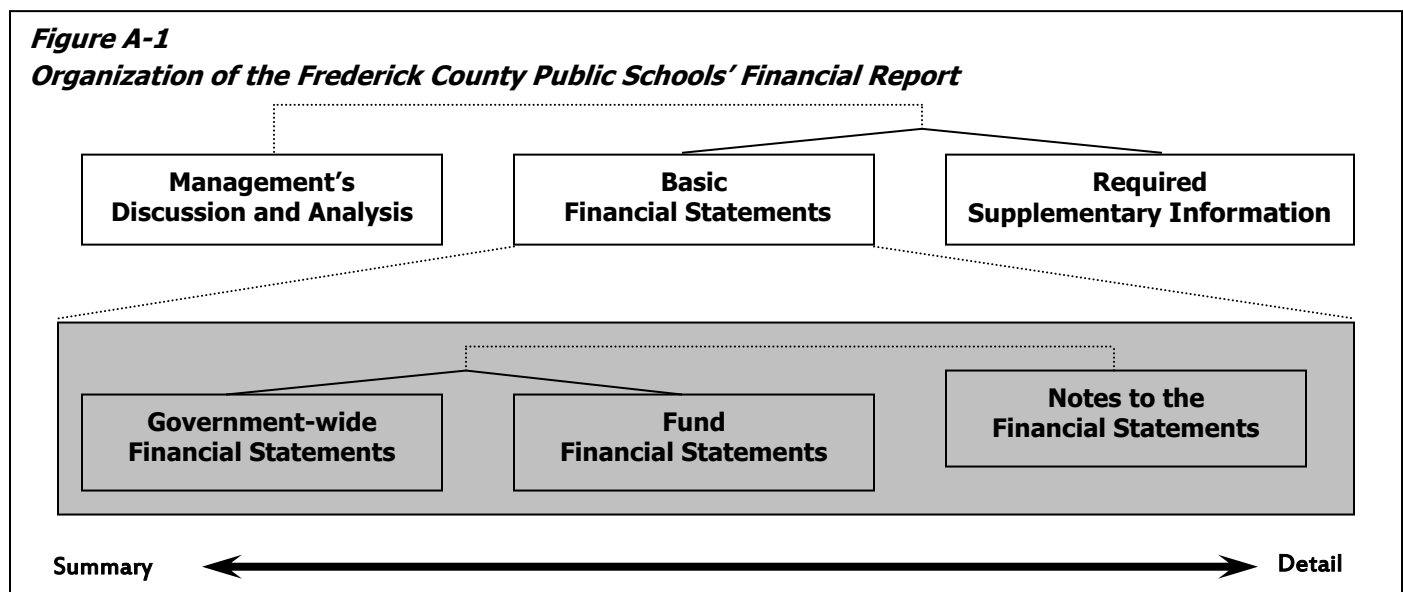 Figure A-1
Organization of the Frederick County Public Schools’ Financial Report
Management’s
Discussion and Analysis
Basic
Financial Statements
Required
Supplementary Information
Government-wide
Financial Statements
Fund
Financial Statements
Notes to the
Financial Statements
Summary
Detail